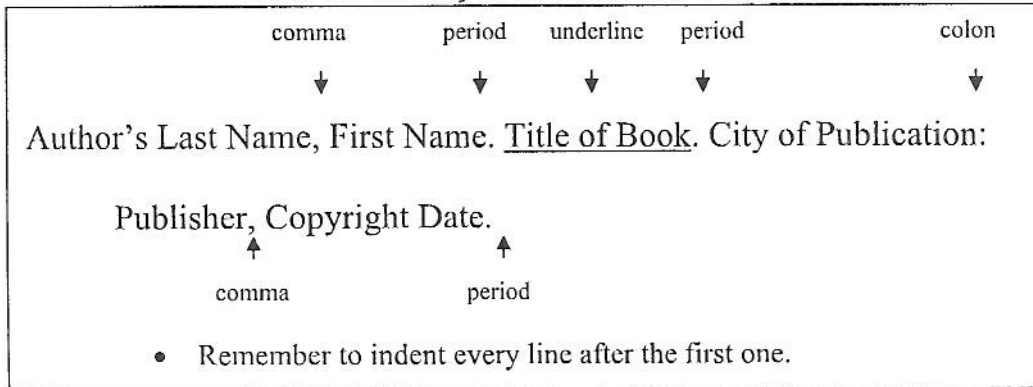 comma period underline period colon
Author's Last Name, First Name. Title of Book. City of Publication:
Publisher, Copyright Date.
comma period
• Remember to indent every line after the first one.